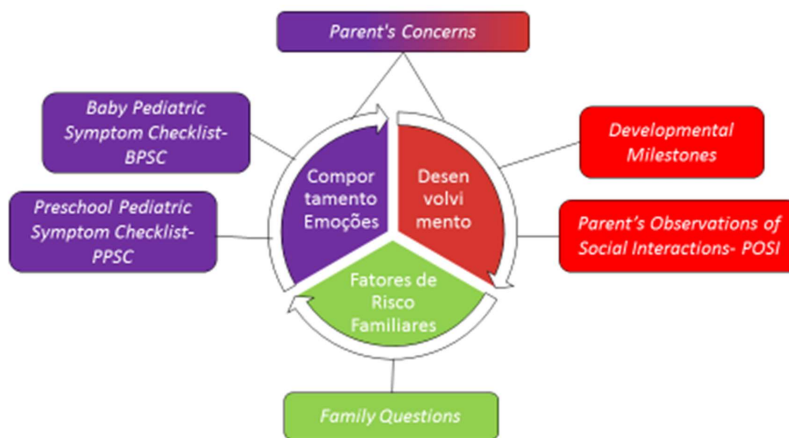 Parent's Concerns
Baby Pediatric
Symptom Checklist-
BPSC
Preschool Pediatric
Symptom Checklist-
PPSC
Compor
tamento
Emoções
Desen
volvi
mento
Fatores de
Risco
Familiares
Developmental
Milestones
Parent's Observations of
Social Interactions- POSI
Family Questions